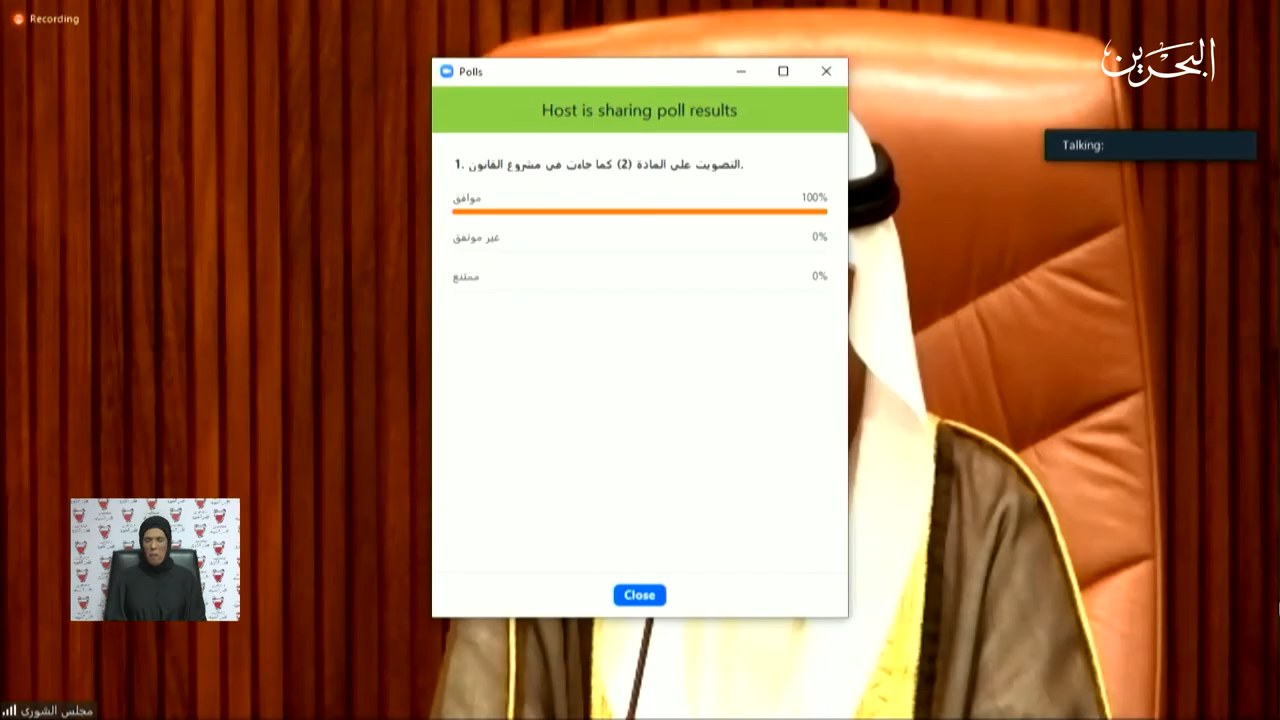 Recording
البحرين
Polls
Host is sharing poll results
Talking:
1. التصويت على المادة (2) كما جاءت في مشروع القانون.
موافق 100%
غير موتفق 0%
ممتنع 0%
Close
مجلس الشورى